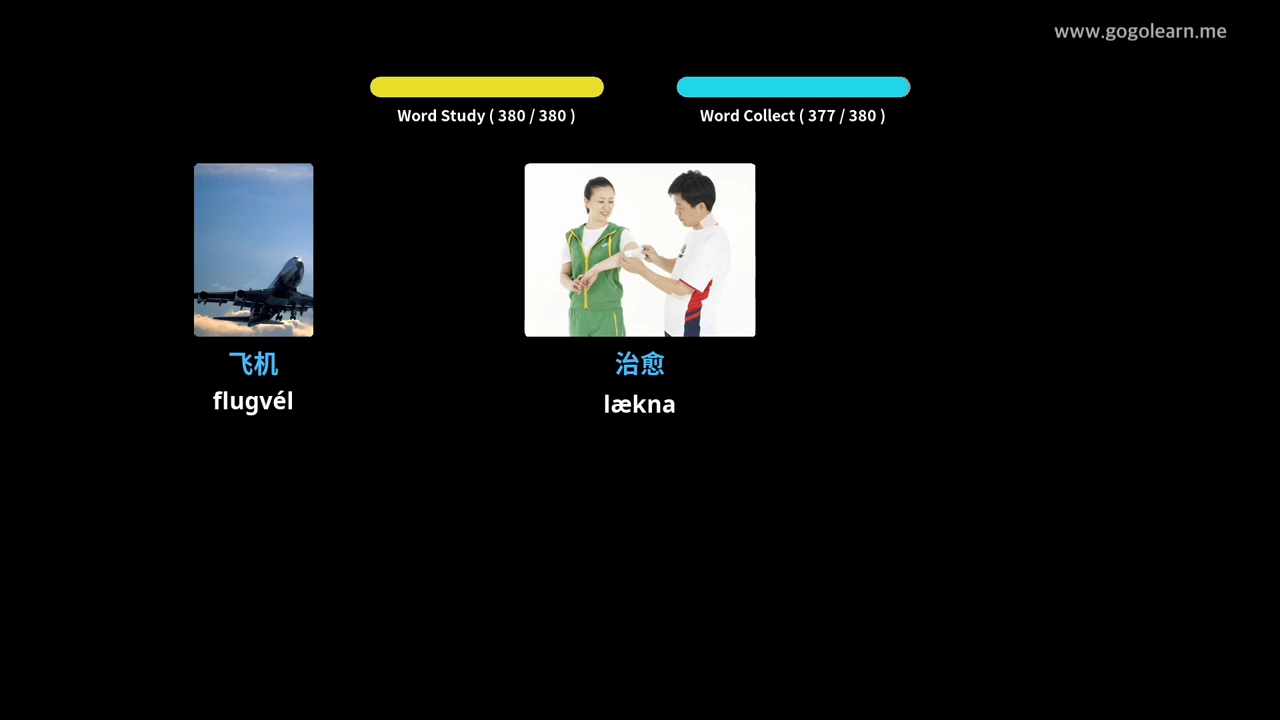 www.gogolearn.me
Word Study ( 380 / 380 )
Word Collect ( 377 / 380 )
飞机
flugvél
治愈
lækna